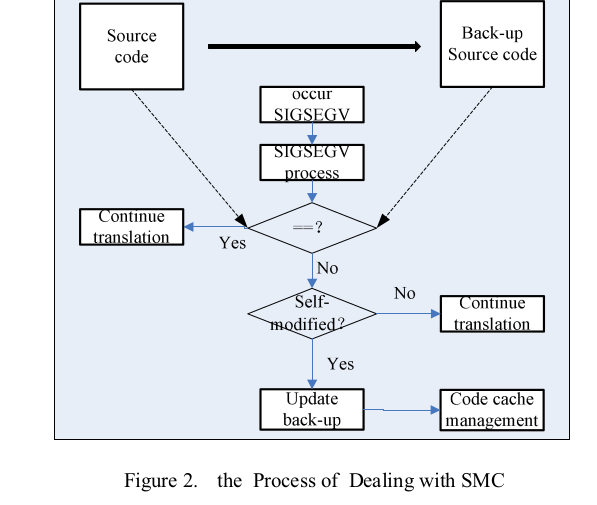 Source
code
Back-up
Source code
occur
SIGSEGV
SIGSEGV
process
==?
Continue
translation
Yes
No
Self-
modified?
No
Continue
translation
Yes
Update
back-up
Code cache
management
Figure 2. the Process of Dealing with SMC